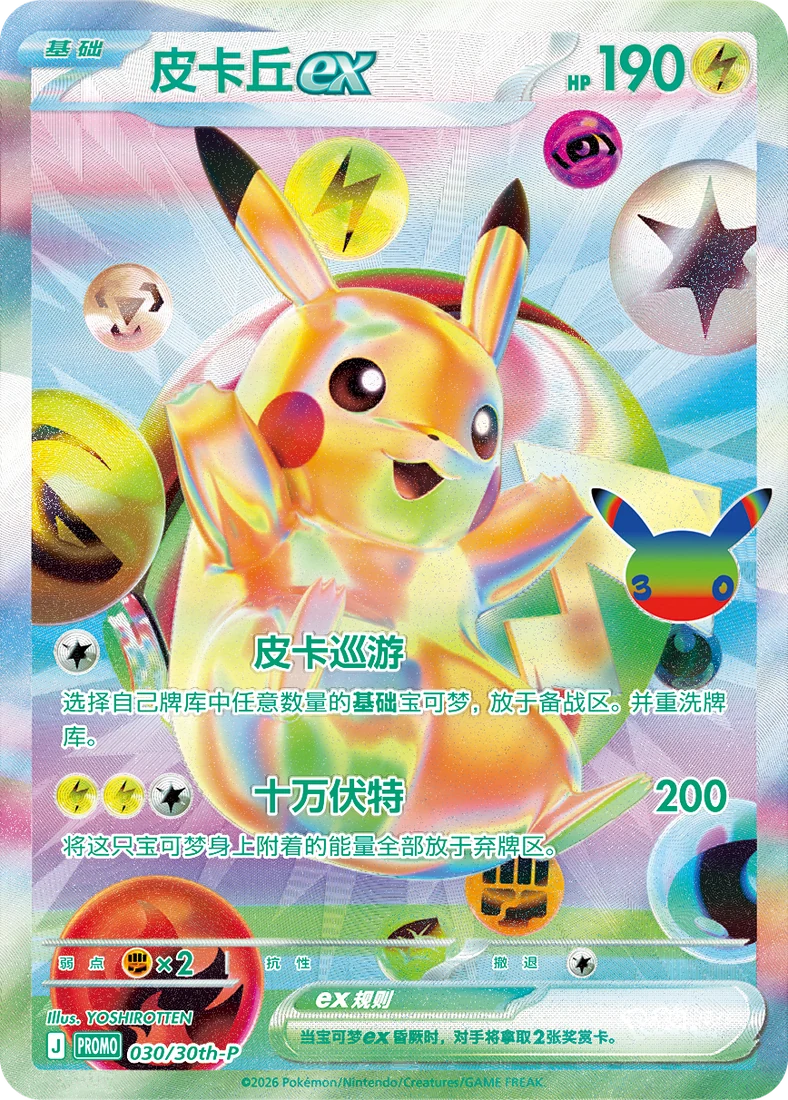 基础 皮卡丘ex HP 190
30
皮卡巡游
选择自己牌库中任意数量的基础宝可梦，放于备战区。并重洗牌
库。
十万伏特 200
将这只宝可梦身上附着的能量全部放于弃牌区。
弱点 ×2 抗性 撤退
ex规则
当宝可梦ex昏厥时，对手将拿取2张奖赏卡。
Illus. YOSHIROTTEN
J PROMO 030/30th-P
©2026 Pokémon/Nintendo/Creatures/GAME FREAK.